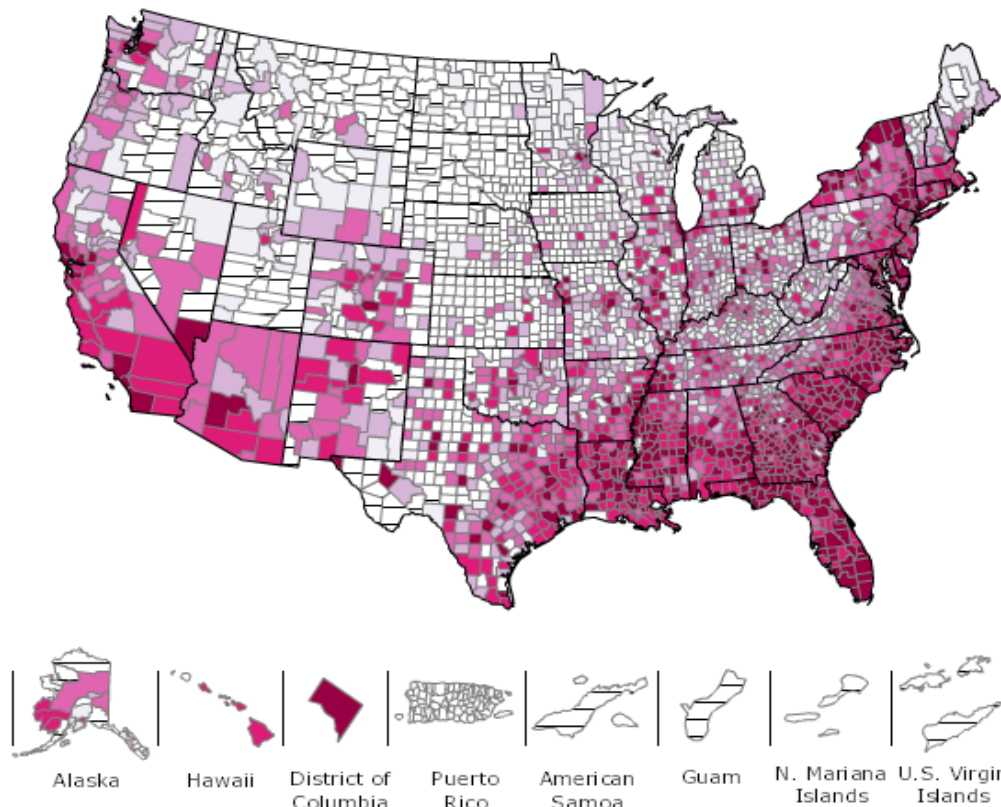 Alaska
Hawaii
District of
Columbia
Puerto
Rico
American
Samoa
Guam
N. Mariana
Islands
U.S. Virgin
Islands